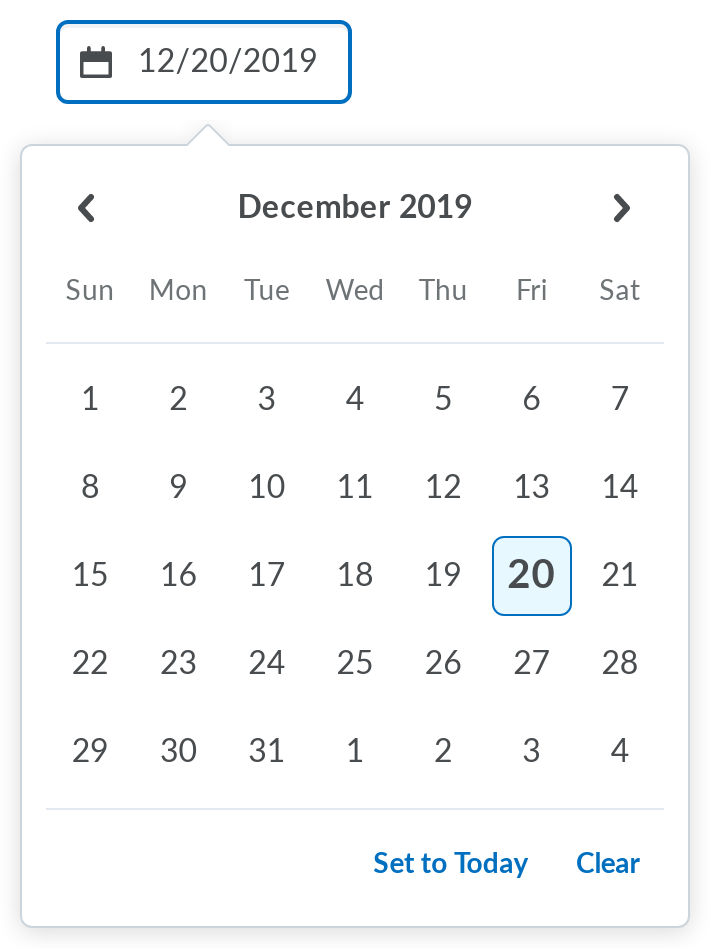 12/20/2019
December 2019
Sun Mon Tue Wed Thu Fri Sat
1 2 3 4 5 6 7
8 9 10 11 12 13 14
15 16 17 18 19 20 21
22 23 24 25 26 27 28
29 30 31 1 2 3 4
Set to Today Clear